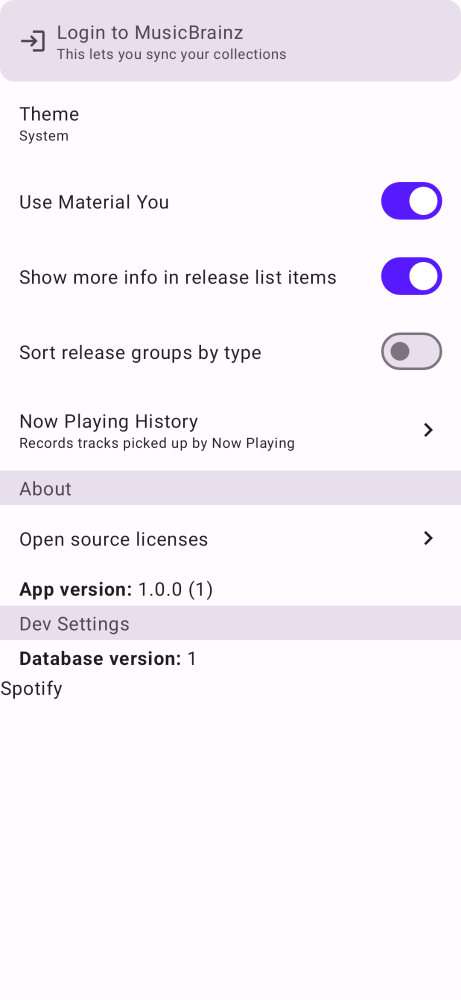 Login to MusicBrainz
This lets you sync your collections
Theme
System
Use Material You
Show more info in release list items
Sort release groups by type
Now Playing History
Records tracks picked up by Now Playing
About
Open source licenses
App version: 1.0.0 (1)
Dev Settings
Database version: 1
Spotify